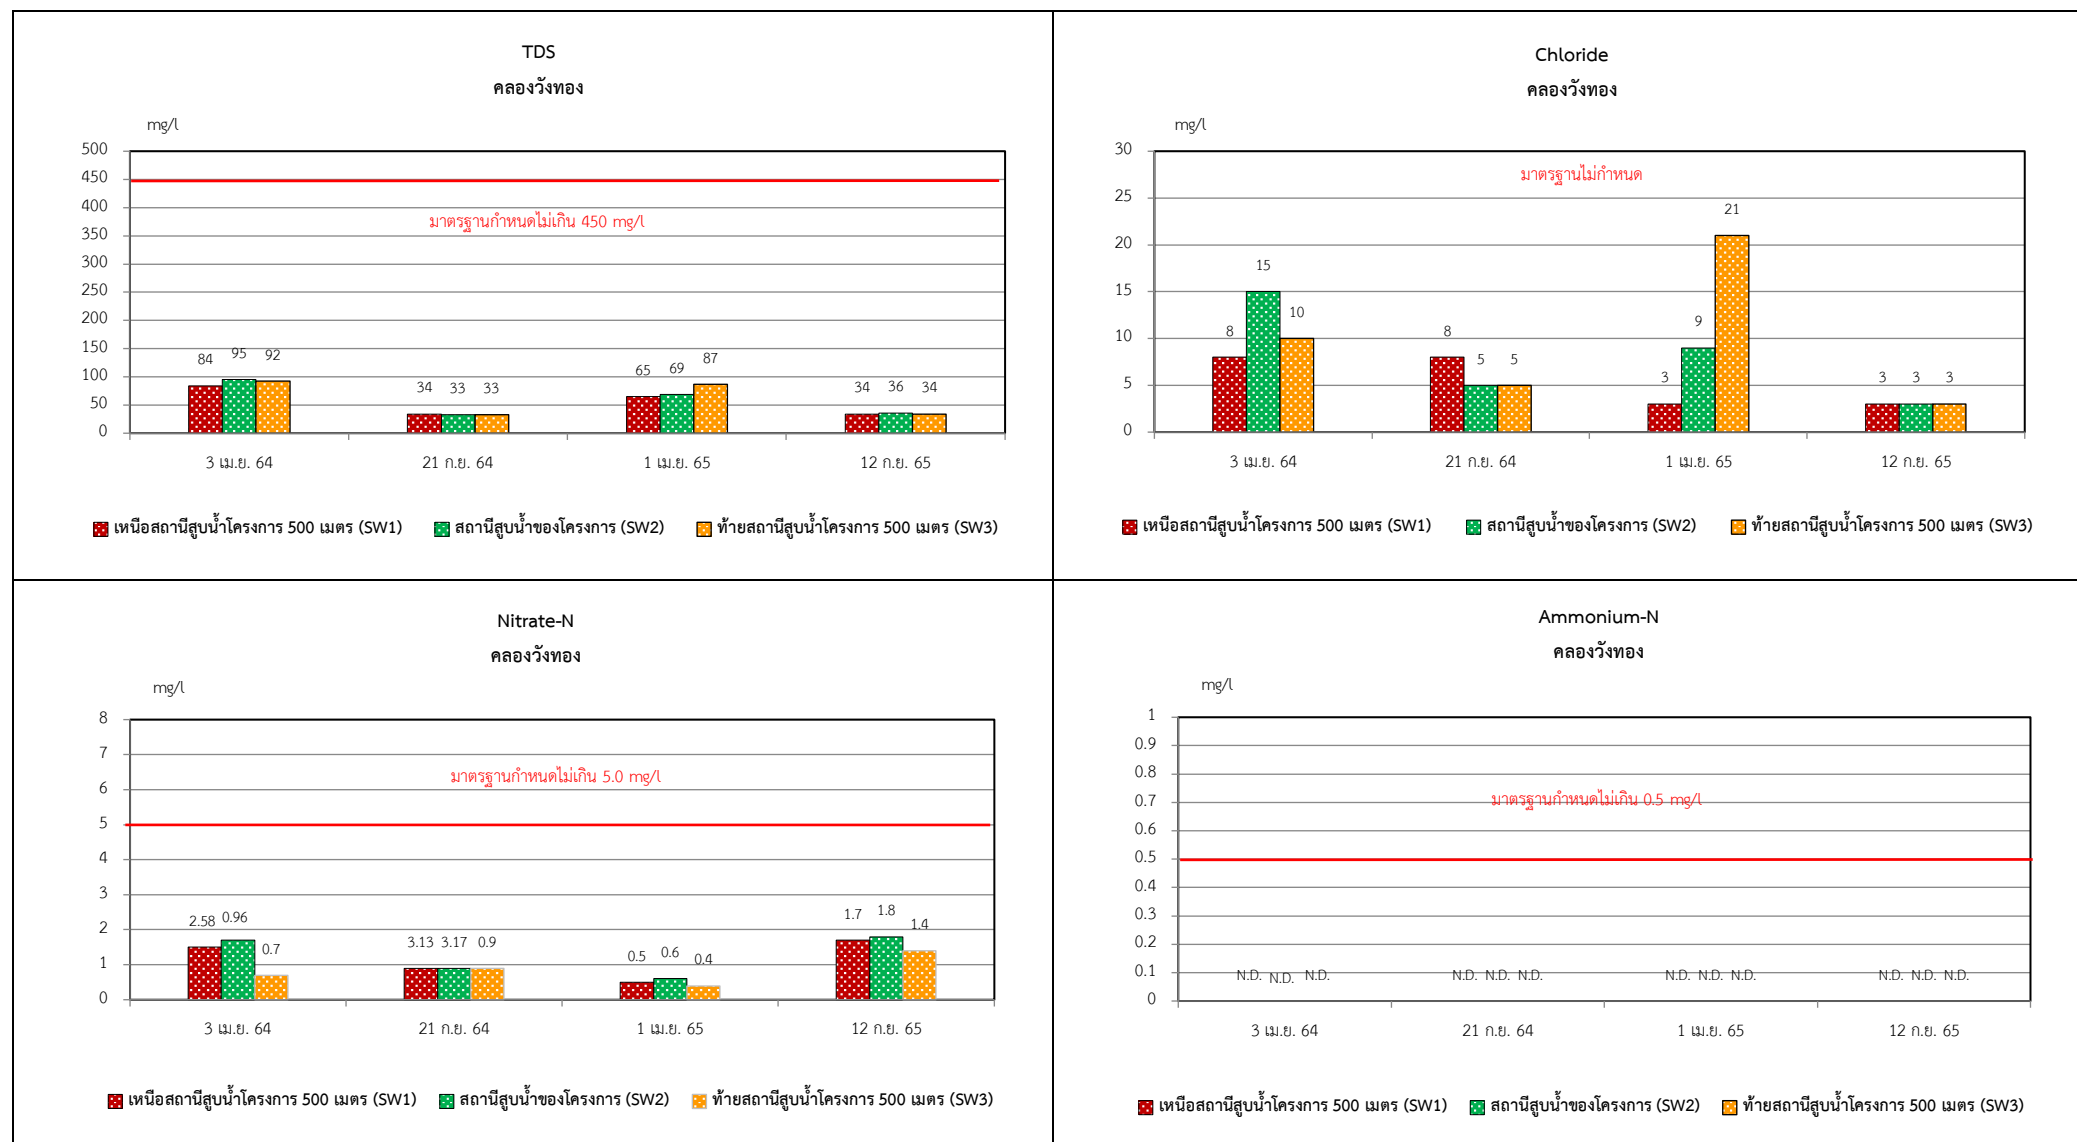 TDS
คลองวังทอง
mg/l
500
450
400
350
300
250
200
150
100
50
0
มาตรฐานกำหนดไม่เกิน 450 mg/l
84 95 92
34 33 33
65 69 87
34 36 34
3 เม.ย. 64 21 ก.ย. 64 1 เม.ย. 65 12 ก.ย. 65
เหนือสถานีสูบน้ำโครงการ 500 เมตร (SW1) สถานีสูบน้ำของโครงการ (SW2) ท้ายสถานีสูบน้ำโครงการ 500 เมตร (SW3)
Chloride
คลองวังทอง
mg/l
30
25
20
15
10
5
0
มาตรฐานไม่กำหนด
8 15 10
8 5 5
3 9 21
3 3 3
3 เม.ย. 64 21 ก.ย. 64 1 เม.ย. 65 12 ก.ย. 65
เหนือสถานีสูบน้ำโครงการ 500 เมตร (SW1) สถานีสูบน้ำของโครงการ (SW2) ท้ายสถานีสูบน้ำโครงการ 500 เมตร (SW3)
Nitrate-N
คลองวังทอง
mg/l
8
7
6
5
4
3
2
1
0
มาตรฐานกำหนดไม่เกิน 5.0 mg/l
2.58 0.96 0.7
3.13 3.17 0.9
0.5 0.6 0.4
1.7 1.8 1.4
3 เม.ย. 64 21 ก.ย. 64 1 เม.ย. 65 12 ก.ย. 65
เหนือสถานีสูบน้ำโครงการ 500 เมตร (SW1) สถานีสูบน้ำของโครงการ (SW2) ท้ายสถานีสูบน้ำโครงการ 500 เมตร (SW3)
Ammonium-N
คลองวังทอง
mg/l
1
0.9
0.8
0.7
0.6
0.5
0.4
0.3
0.2
0.1
0
มาตรฐานกำหนดไม่เกิน 0.5 mg/l
N.D. N.D. N.D.
N.D. N.D. N.D.
N.D. N.D. N.D.
N.D. N.D. N.D.
3 เม.ย. 64 21 ก.ย. 64 1 เม.ย. 65 12 ก.ย. 65
เหนือสถานีสูบน้ำโครงการ 500 เมตร (SW1) สถานีสูบน้ำของโครงการ (SW2) ท้ายสถานีสูบน้ำโครงการ 500 เมตร (SW3)